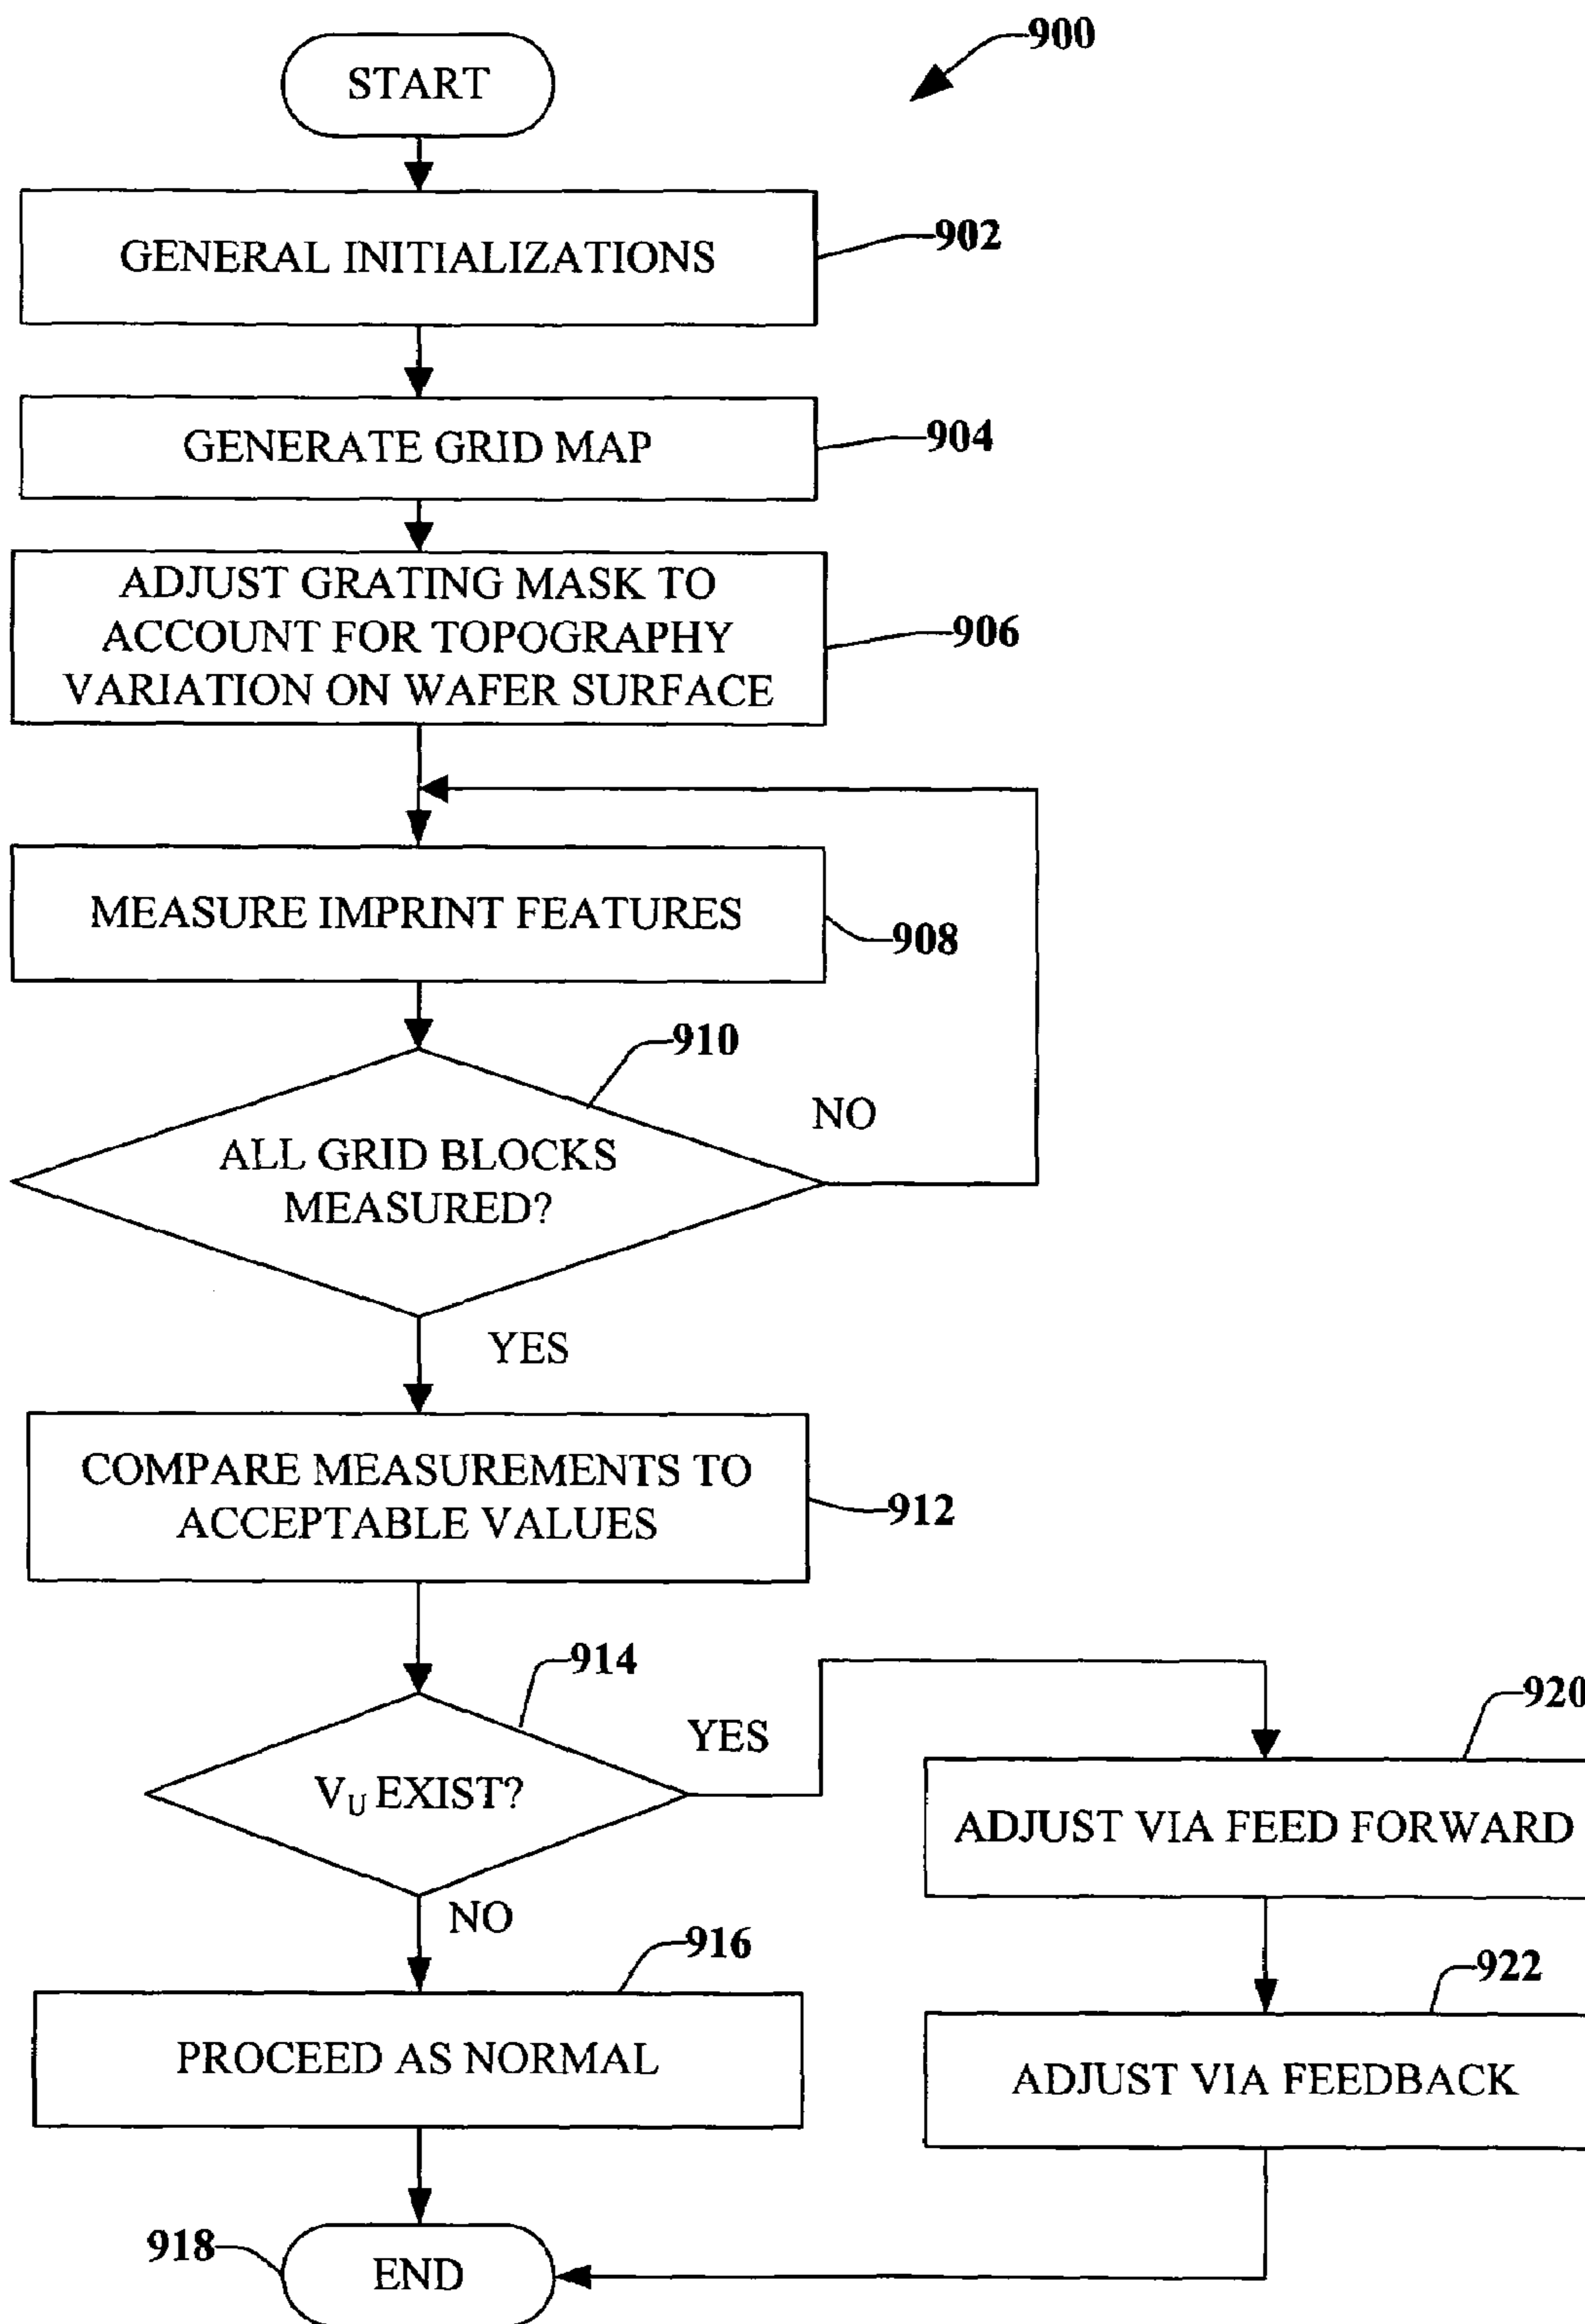 900
START
GENERAL INITIALIZATIONS
902
GENERATE GRID MAP
904
ADJUST GRATING MASK TO
ACCOUNT FOR TOPOGRAPHY
VARIATION ON WAFER SURFACE
906
MEASURE IMPRINT FEATURES
908
910
NO
ALL GRID BLOCKS
MEASURED?
YES
COMPARE MEASUREMENTS TO
ACCEPTABLE VALUES
912
914
YES
V_U EXIST?
NO
920
ADJUST VIA FEED FORWARD
916
PROCEED AS NORMAL
922
ADJUST VIA FEEDBACK
918
END